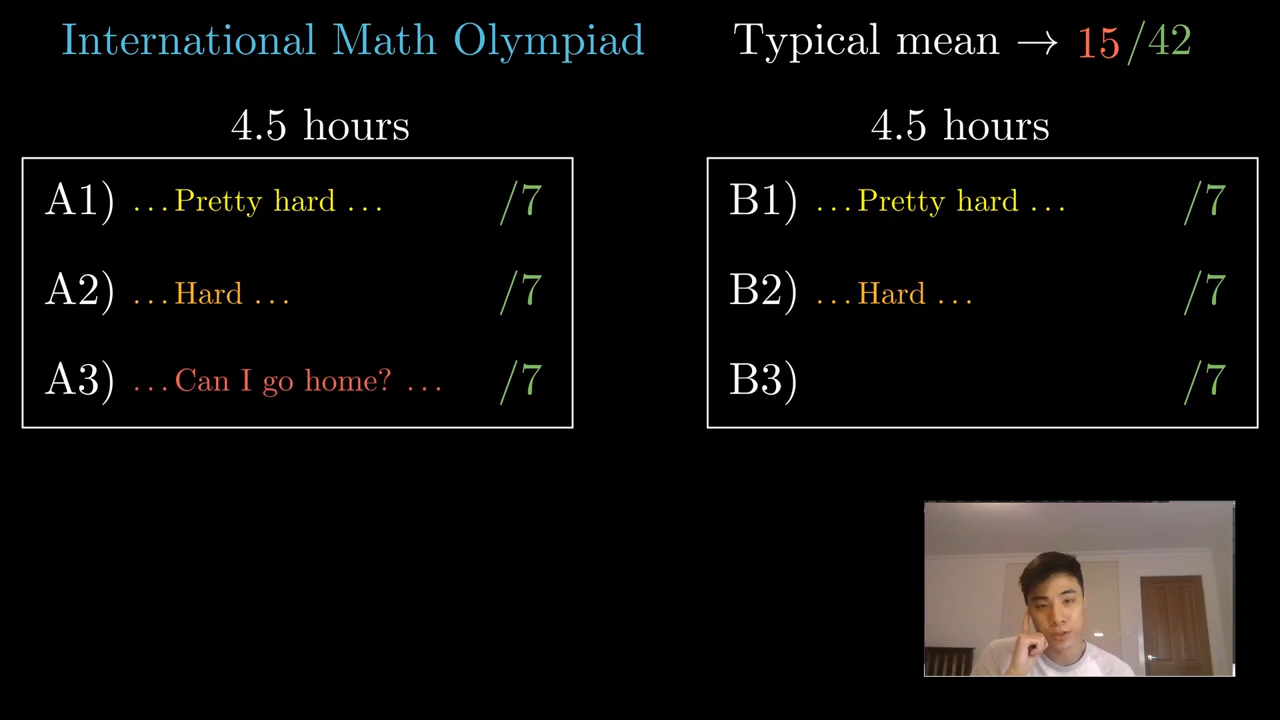 International Math Olympiad
Typical mean → 15/42
4.5 hours
A1) ...Pretty hard ... /7
A2) ...Hard ... /7
A3) ...Can I go home? ... /7
4.5 hours
B1) ...Pretty hard ... /7
B2) ...Hard ... /7
B3) /7